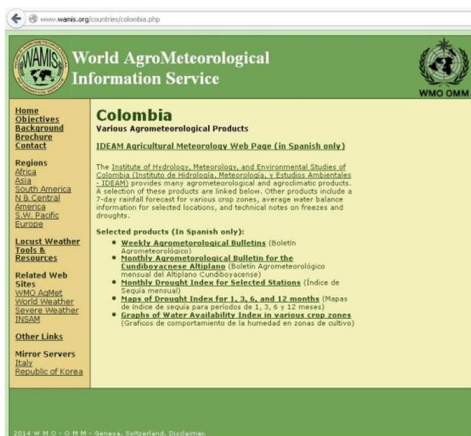 www.wamis.org/countries/colombia.php
WAMIS
World AgroMeteorological
Information Service
WMO OMM
Home
Objectives
Background
Brochure
Contact
Regions
Africa
Asia
South America
N & Central
America
S.W. Pacific
Europe
Locust Weather
Tools &
Resources
Related Web
Sites
WMO AgMet
World Weather
Severe Weather
INSAM
Other Links
Mirror Servers
Italy
Republic of Korea
Colombia
Various Agrometeorological Products
IDEAM Agricultural Meteorology Web Page (in Spanish only)
The Institute of Hydrology, Meteorology, and Environmental Studies of
Colombia (Instituto de Hidrología, Meteorología, y Estudios Ambientales
- IDEAM) provides many agrometeorological and agroclimatic products.
A selection of these products are linked below. Other products include a
7-day rainfall forecast for various crop zones, average water balance
information for selected locations, and technical notes on freezes and
droughts.
Selected products (In Spanish only):
Weekly Agrometorological Bulletins (Boletín
Agrometeorológico)
Monthly Agrometorological Bulletin for the
Cundiboyacnese Altiplano (Boletin Agrometeorológico
mensual del Altiplano Cundiboyacense)
Monthly Drought Index for Selected Stations (Índice de
Sequía mensual)
Maps of Drought Index for 1, 3, 6, and 12 months (Mapas
de índice de sequia para periodos de 1, 3, 6 y 12 meses)
Graphs of Water Availability Index in various crop zones
(Graficos de comportamiento de la humedad en zonas de cultivo)
2014 W M O - O M M - Geneva, Switzerland. Disclaimer